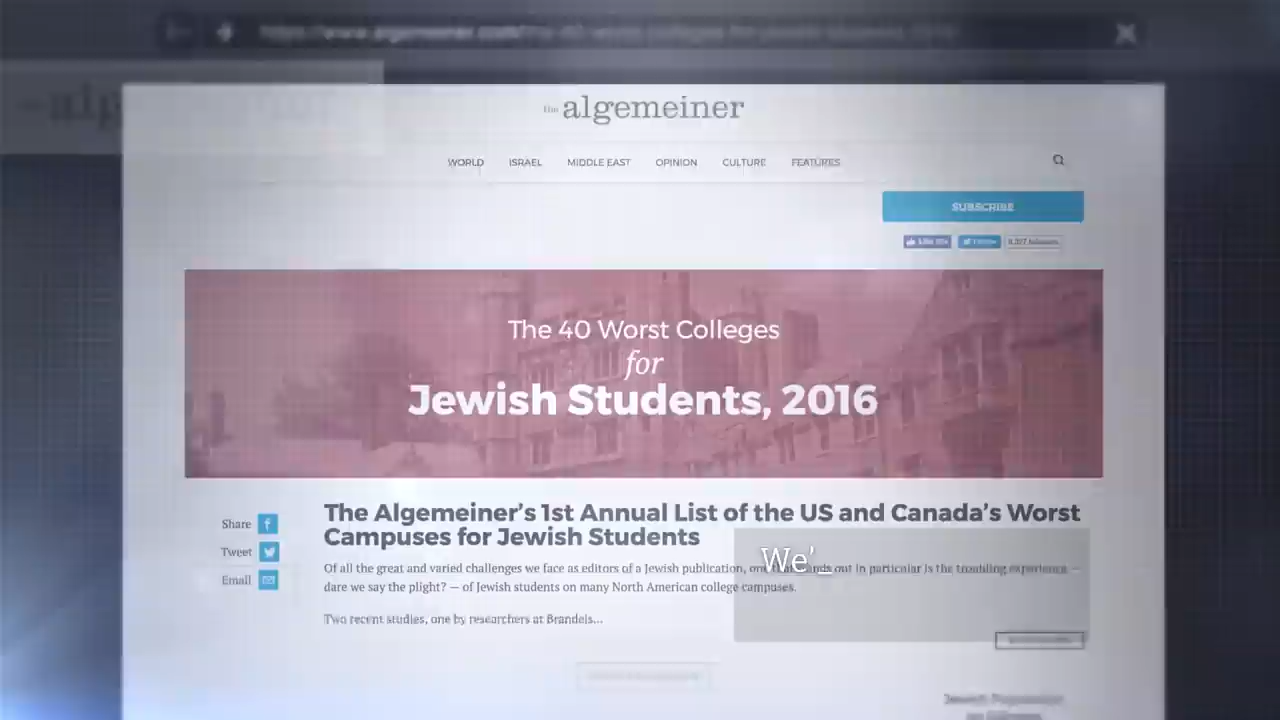 the algemeiner
WORLD ISRAEL MIDDLE EAST OPINION CULTURE FEATURES
SUBSCRIBE
The 40 Worst Colleges
for
Jewish Students, 2016
The Algemeiner's 1st Annual List of the US and Canada's Worst
Campuses for Jewish Students
Share
Tweet
Email
Of all the great and varied challenges we face as editors of a Jewish publication, one that stands out in particular is the troubling experience —
dare we say the plight? — of Jewish students on many North American college campuses.
We'_
Two recent studies, one by researchers at Brandeis...